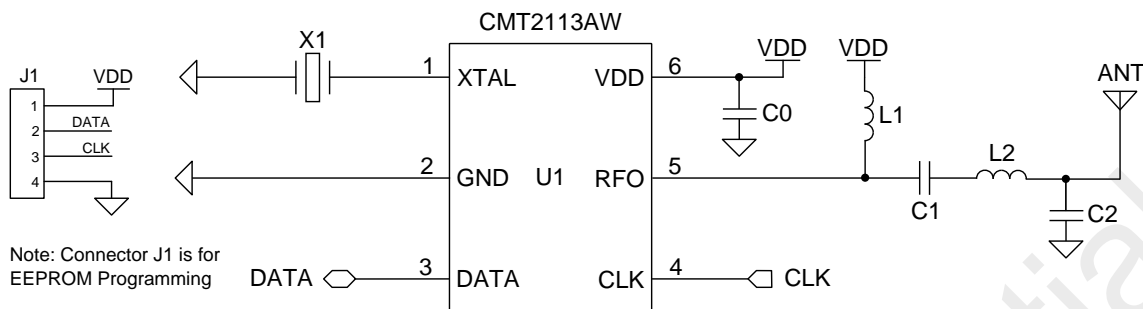 CMT2113AW
X1
VDD
VDD
J1
VDD
1
XTAL
VDD
6
ANT
1
2
DATA
3
CLK
4
C0
L1
2
GND
U1
RFO
5
L2
C1
C2
Note: Connector J1 is for
EEPROM Programming
DATA
3
DATA
CLK
4
CLK